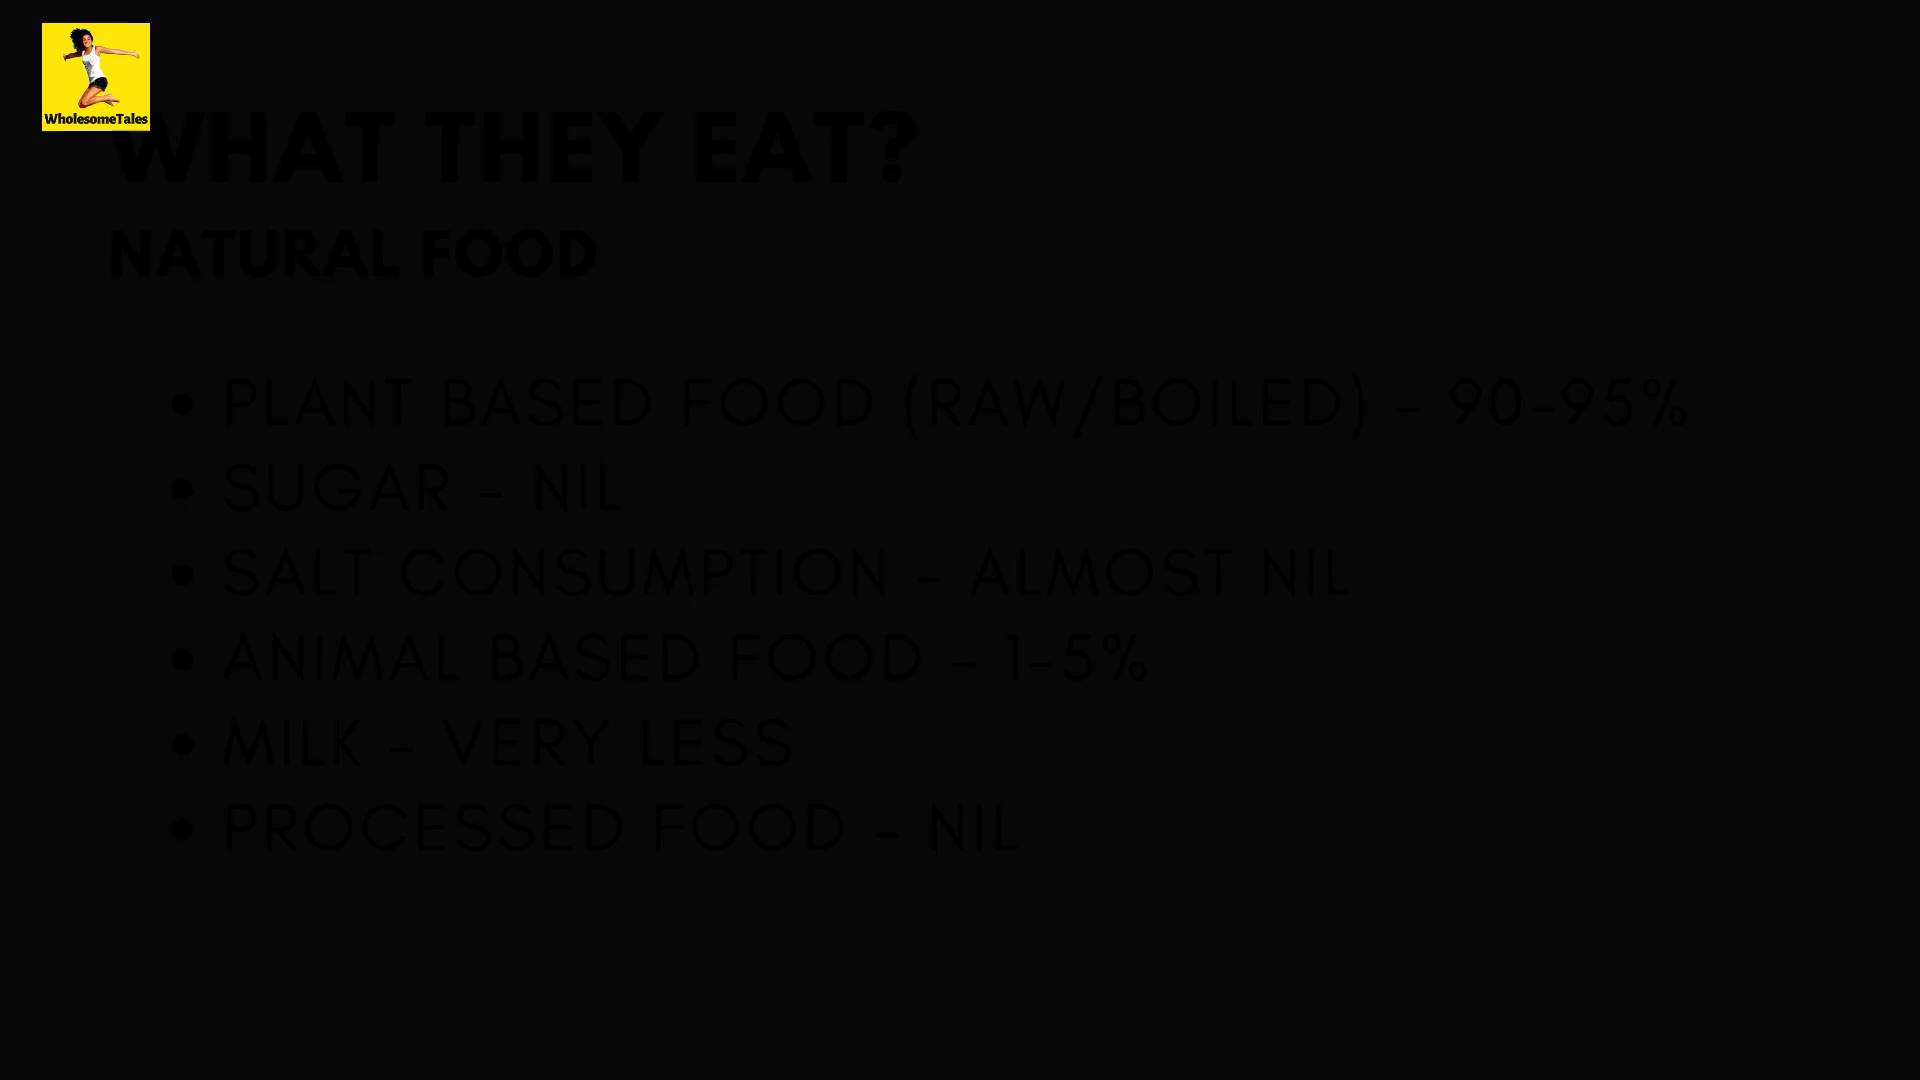 WholesomeTales
WHAT THEY EAT?
NATURAL FOOD
• PLANT BASED FOOD (RAW/BOILED) - 90-95%
• SUGAR - NIL
• SALT CONSUMPTION - ALMOST NIL
• ANIMAL BASED FOOD - 1-5%
• MILK - VERY LESS
• PROCESSED FOOD - NIL